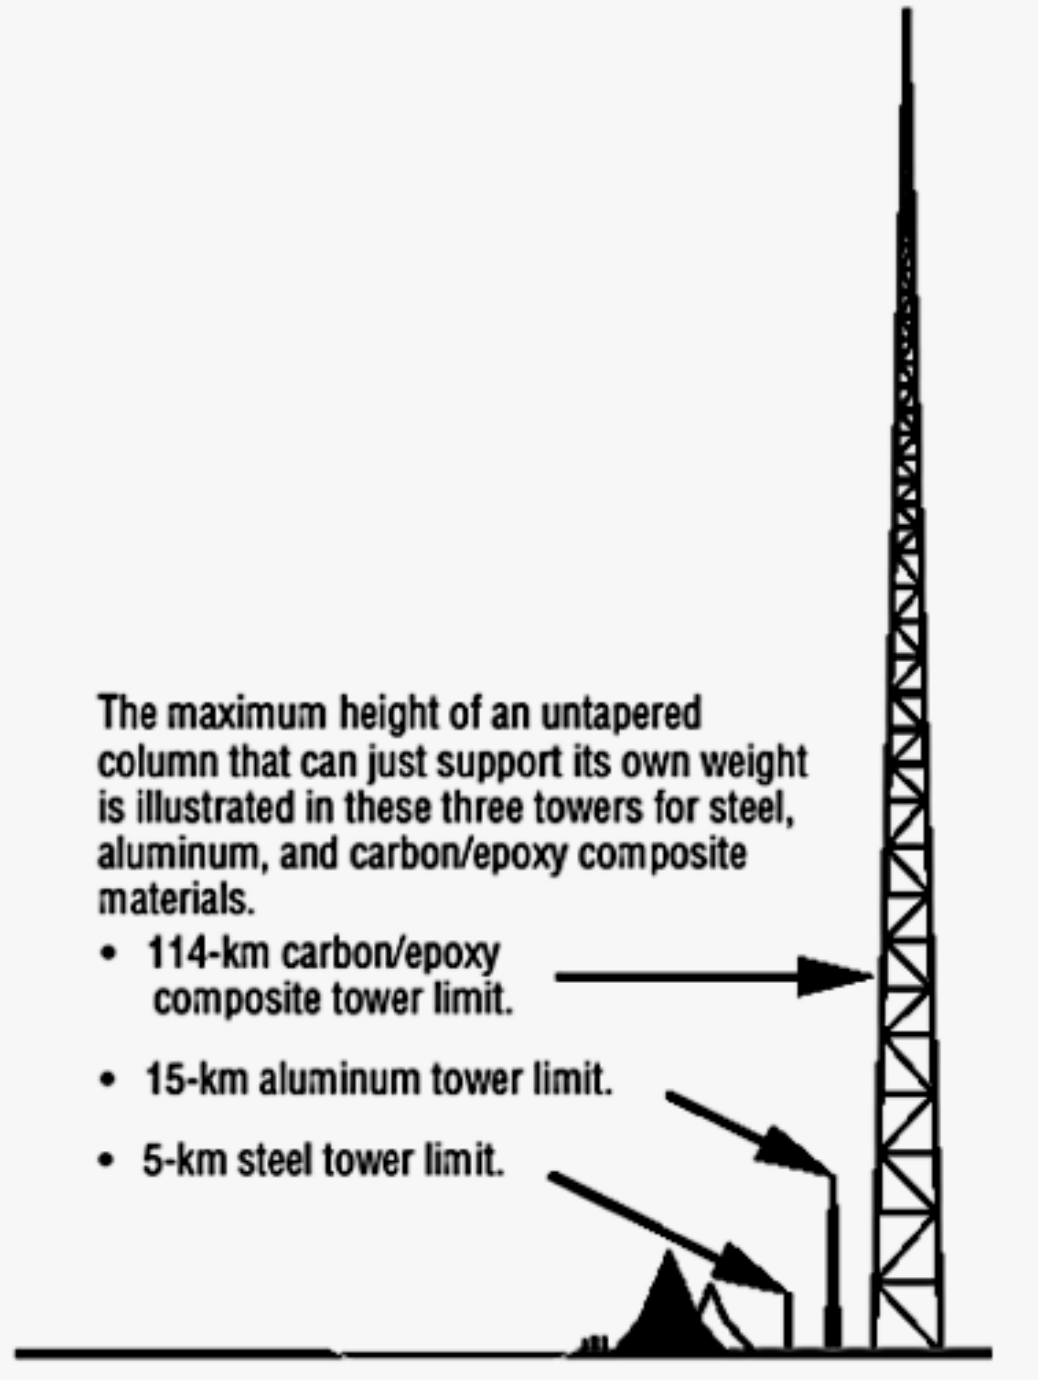 The maximum height of an untapered
column that can just support its own weight
is illustrated in these three towers for steel,
aluminum, and carbon/epoxy composite
materials.
• 114-km carbon/epoxy
composite tower limit.
• 15-km aluminum tower limit.
• 5-km steel tower limit.